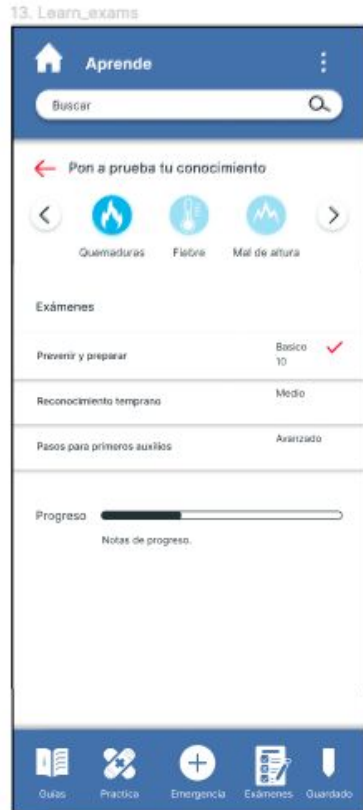 13. Learn_exams
Aprende
Buscar
Pon a prueba tu conocimiento
Quemaduras Fiebre Mal de altura
Exámenes
Prevenir y preparar Basico
10
Reconocimiento temprano Medio
Pasos para primeros auxilios Avanzado
Progreso
Notas de progreso.
Guías Practica Emergencia Exámenes Guardado